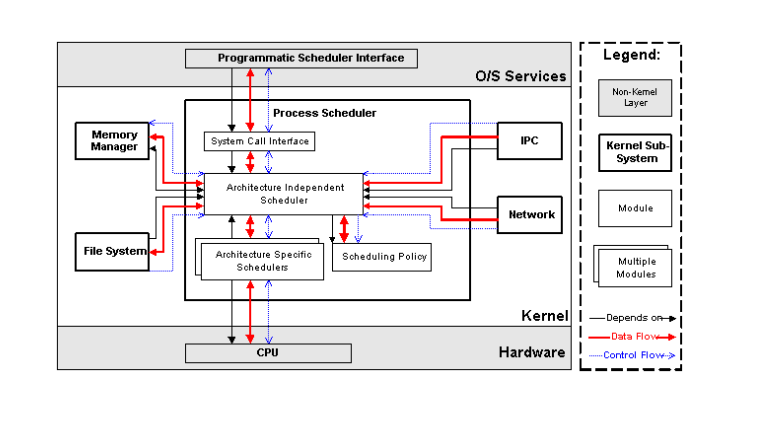 Programmatic Scheduler Interface
O/S Services
Process Scheduler
Memory
Manager
System Call Interface
IPC
Architecture Independent
Scheduler
Network
File System
Architecture Specific
Schedulers
Scheduling Policy
Kernel
CPU
Hardware
Legend:
Non-Kernel
Layer
Kernel Sub-
System
Module
Multiple
Modules
Depends on
Data Flow
Control Flow